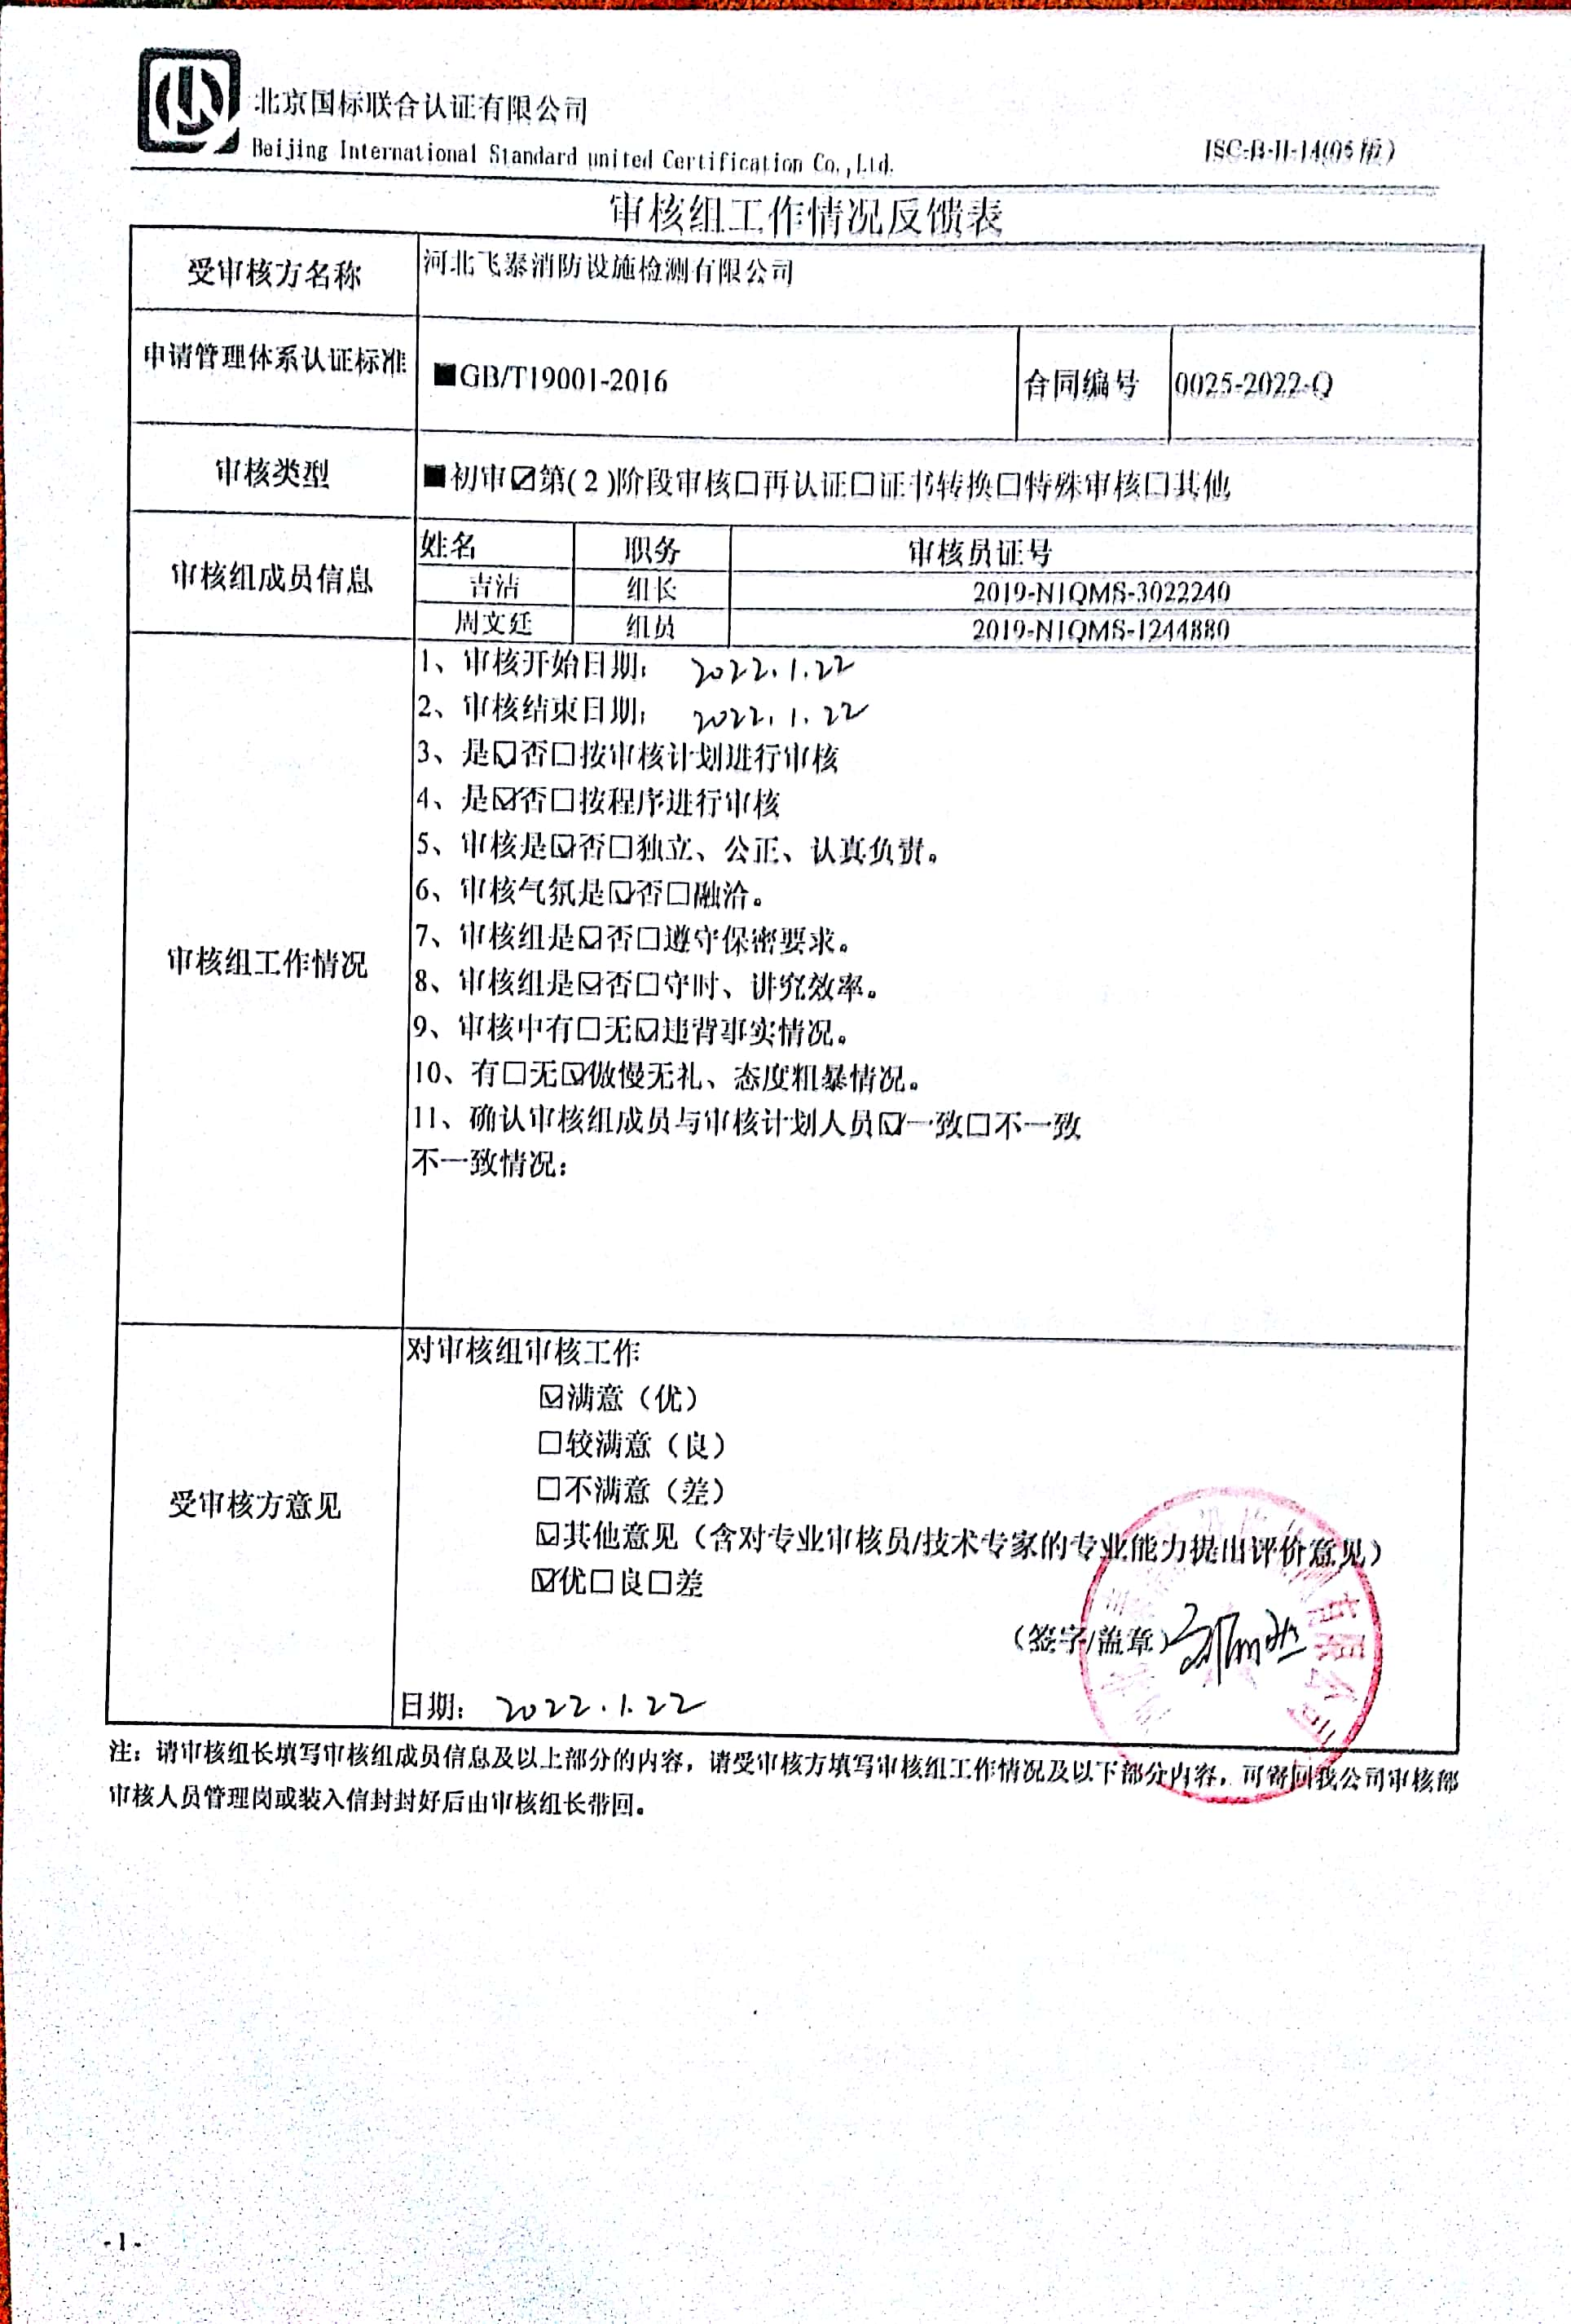 北京国标联合认证有限公司
Beijing International Standard united Certification Co.,Ltd.
ISC-B-II-14(05版)
审核组工作情况反馈表
受审核方名称 河北飞泰消防设施检测有限公司
申请管理体系认证标准 ■GB/T19001-2016 合同编号 0025-2022-Q
审核类型 ■初审☑第(2)阶段审核□再认证□证书转换□特殊审核□其他
审核组成员信息
姓名 职务 审核员证号
吉洁 组长 2019-N1QMS-3022240
周文廷 组员 2019-N1QMS-1244880
审核组工作情况
1、审核开始日期： 2022.1.22
2、审核结束日期： 2022.1.22
3、是☑否□按审核计划进行审核
4、是☑否□按程序进行审核
5、审核是☑否□独立、公正、认真负责。
6、审核气氛是☑否□融洽。
7、审核组是☑否□遵守保密要求。
8、审核组是☑否□守时、讲究效率。
9、审核中有□无☑违背事实情况。
10、有□无☑傲慢无礼、态度粗暴情况。
11、确认审核组成员与审核计划人员☑一致□不一致
不一致情况：
受审核方意见
对审核组审核工作
☑满意（优）
□较满意（良）
□不满意（差）
☑其他意见（含对专业审核员/技术专家的专业能力提出评价意见）
☑优□良□差
（签字/盖章）
有限公司
日期： 2022.1.22
注：请审核组长填写审核组成员信息及以上部分的内容，请受审核方填写审核组工作情况及以下部分内容，可寄回我公司审核部
审核人员管理岗或装入信封封好后由审核组长带回。
-1-